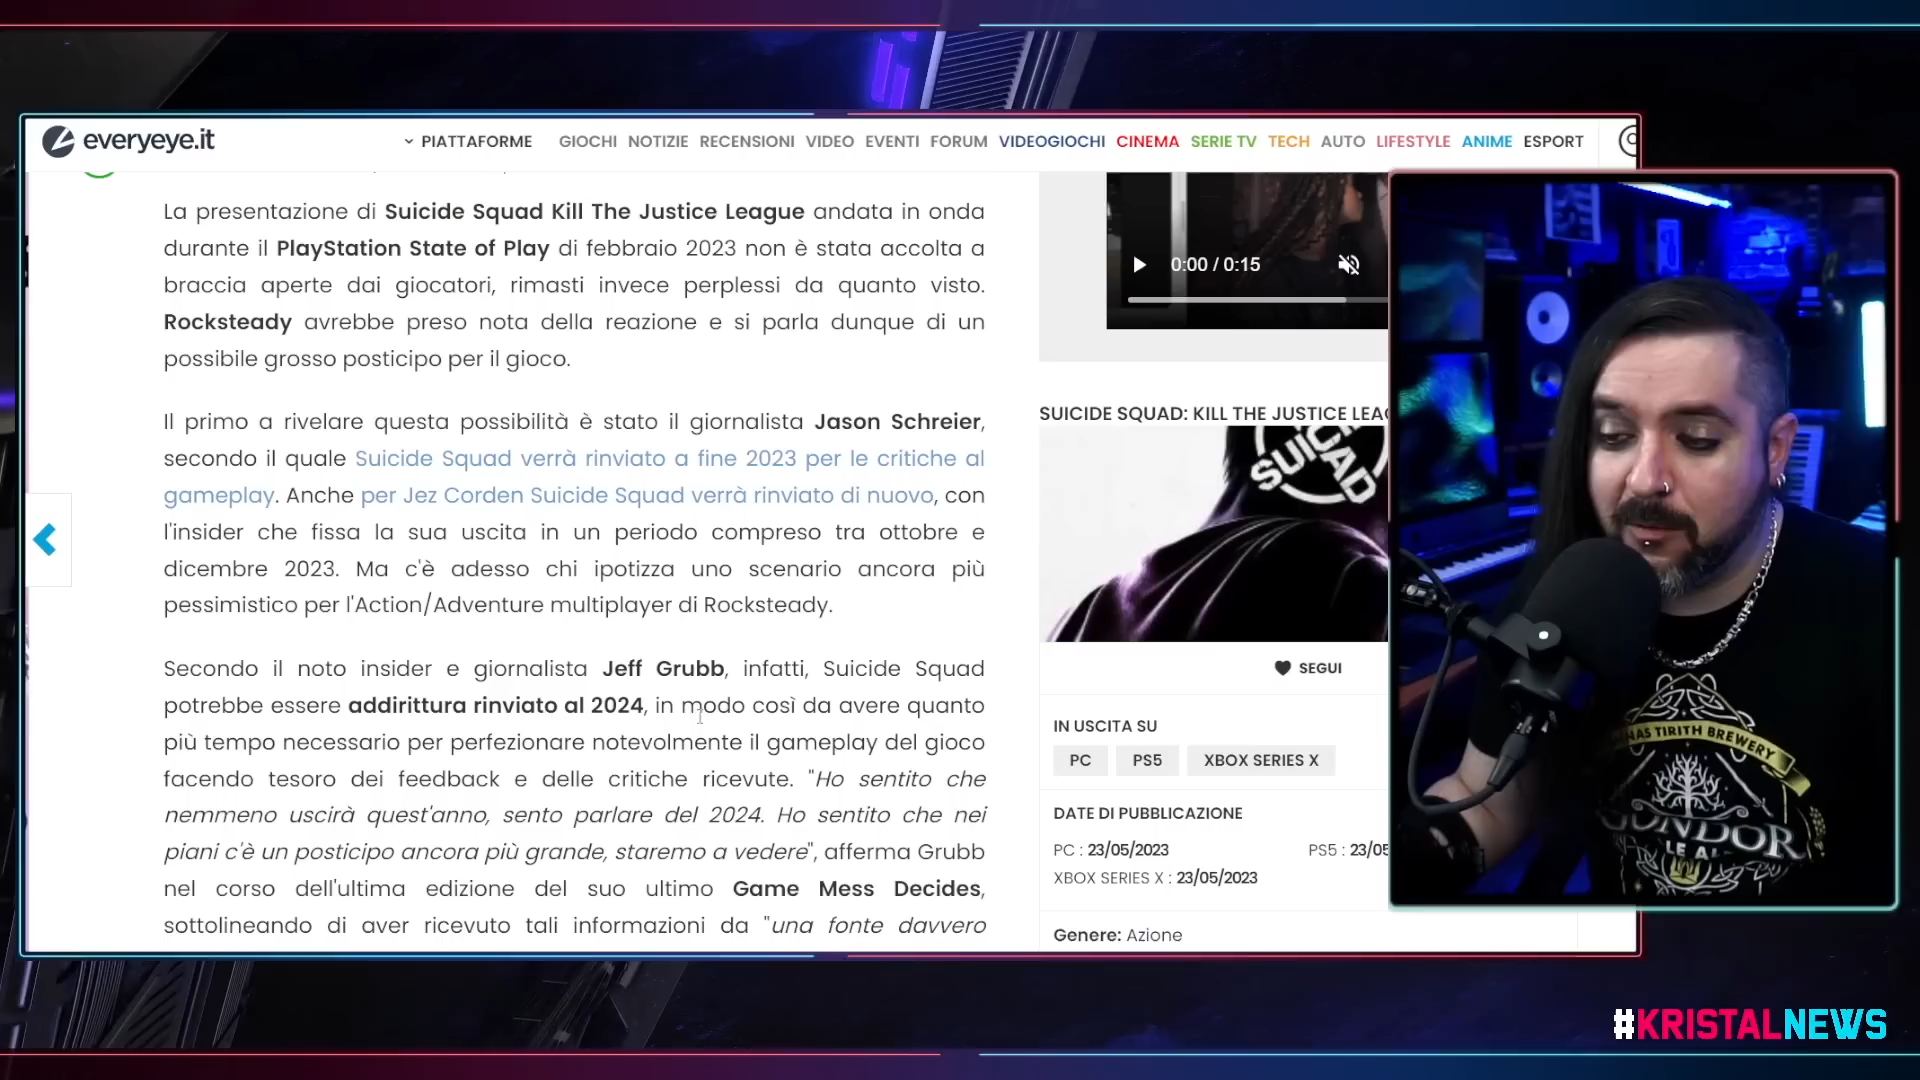 everyeye.it
PIATTAFORME GIOCHI NOTIZIE RECENSIONI VIDEO EVENTI FORUM VIDEOGIOCHI CINEMA SERIE TV TECH AUTO LIFESTYLE ANIME ESPORT
La presentazione di Suicide Squad Kill The Justice League andata in onda
durante il PlayStation State of Play di febbraio 2023 non è stata accolta a
braccia aperte dai giocatori, rimasti invece perplessi da quanto visto.
Rocksteady avrebbe preso nota della reazione e si parla dunque di un
possibile grosso posticipo per il gioco.
Il primo a rivelare questa possibilità è stato il giornalista Jason Schreier,
secondo il quale Suicide Squad verrà rinviato a fine 2023 per le critiche al
gameplay. Anche per Jez Corden Suicide Squad verrà rinviato di nuovo, con
l'insider che fissa la sua uscita in un periodo compreso tra ottobre e
dicembre 2023. Ma c'è adesso chi ipotizza uno scenario ancora più
pessimistico per l'Action/Adventure multiplayer di Rocksteady.
Secondo il noto insider e giornalista Jeff Grubb, infatti, Suicide Squad
potrebbe essere addirittura rinviato al 2024, in modo così da avere quanto
più tempo necessario per perfezionare notevolmente il gameplay del gioco
facendo tesoro dei feedback e delle critiche ricevute. "Ho sentito che
nemmeno uscirà quest'anno, sento parlare del 2024. Ho sentito che nei
piani c'è un posticipo ancora più grande, staremo a vedere", afferma Grubb
nel corso dell'ultima edizione del suo ultimo Game Mess Decides,
sottolineando di aver ricevuto tali informazioni da "una fonte davvero
0:00 / 0:15
SUICIDE SQUAD: KILL THE JUSTICE LEAG
SUICI
SQUAD
SEGUI
IN USCITA SU
PC PS5 XBOX SERIES X
DATE DI PUBBLICAZIONE
PC : 23/05/2023 PS5 : 23/05
XBOX SERIES X : 23/05/2023
Genere: Azione
NAS TIRITH BREWERY
GONDOR
#KRISTALNEWS